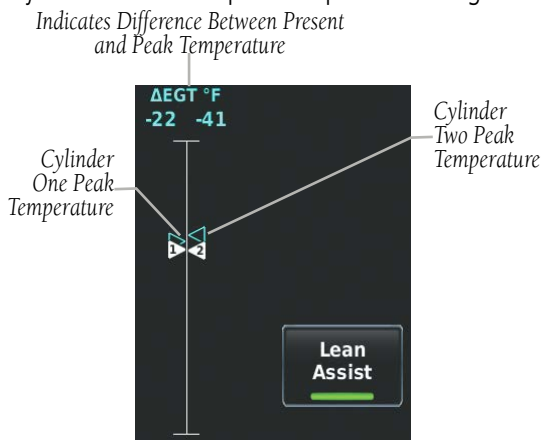 Indicates Difference Between Present
and Peak Temperature
ΔEGT °F
-22 -41
Cylinder
Two Peak
Temperature
Cylinder
One Peak
Temperature
1 2
Lean
Assist